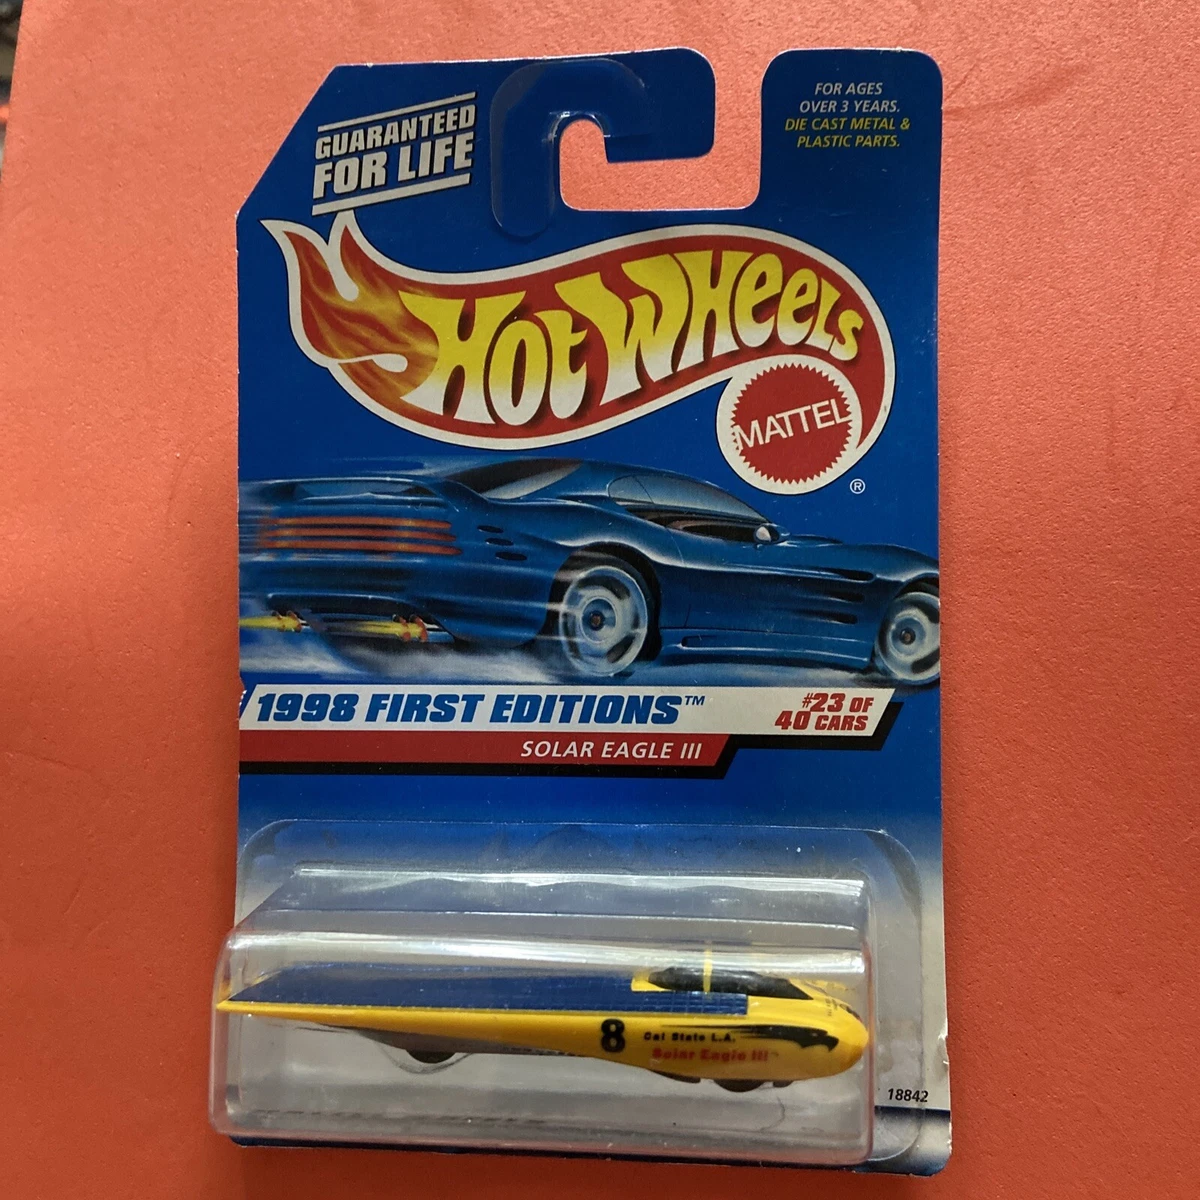 GUARANTEED
FOR LIFE
FOR AGES
OVER 3 YEARS.
DIE CAST METAL &
PLASTIC PARTS.
HOT WHEELS
MATTEL
®
1998 FIRST EDITIONS™
#23 OF
40 CARS
SOLAR EAGLE III
8
Cal State L.A.
Solar Eagle III
18842